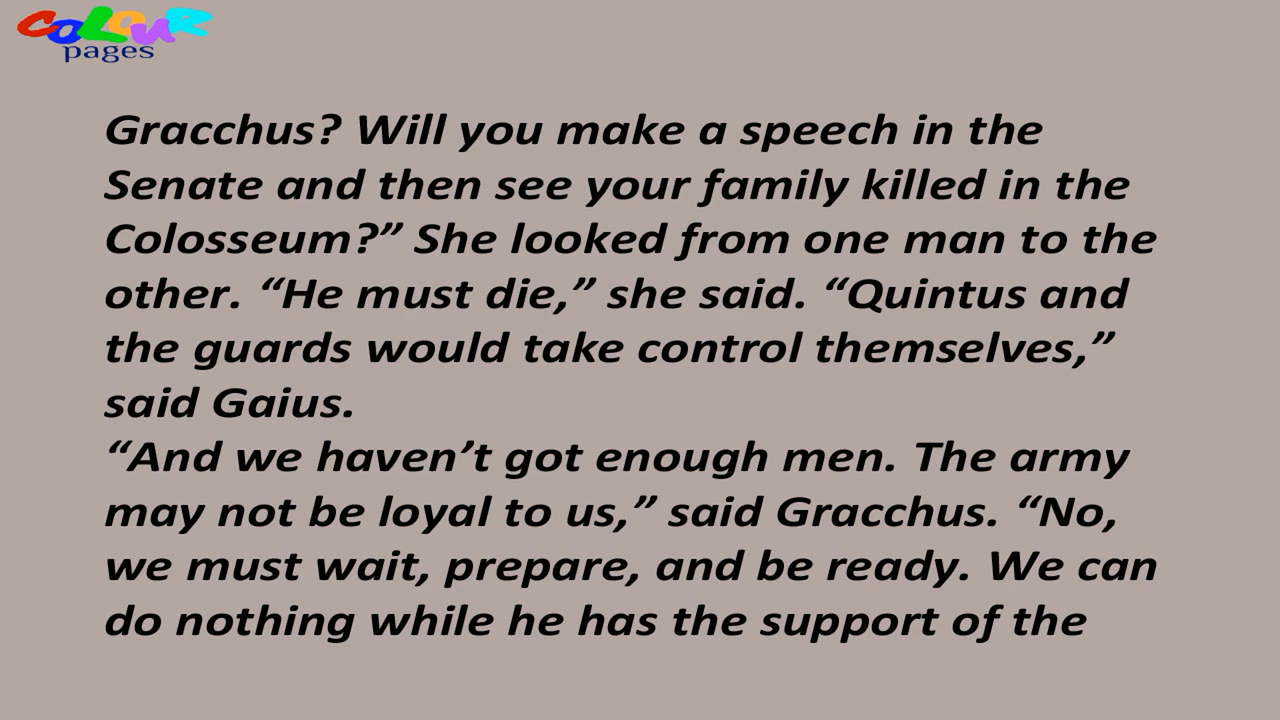 COLOUR
pages
Gracchus? Will you make a speech in the
Senate and then see your family killed in the
Colosseum?” She looked from one man to the
other. “He must die,” she said. “Quintus and
the guards would take control themselves,”
said Gaius.
“And we haven’t got enough men. The army
may not be loyal to us,” said Gracchus. “No,
we must wait, prepare, and be ready. We can
do nothing while he has the support of the